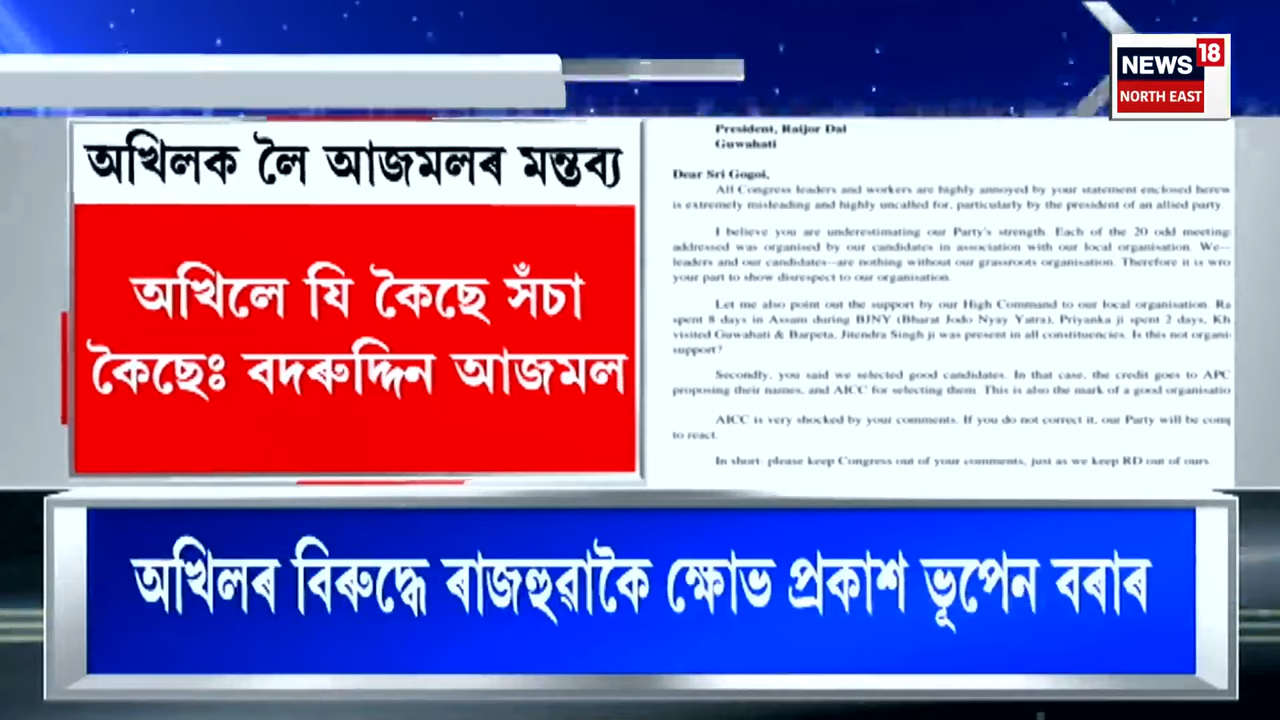 NEWS 18
NORTH EAST
অখিলক লৈ আজমলৰ মন্তব্য
অখিলে যি কৈছে সঁচা
কৈছেঃ বদৰুদ্দিন আজমল
President, Raijor Dal
Guwahati
Dear Sri Gogoi,
All Congress leaders and workers are highly annoyed by your statement enclosed
is extremely misleading and highly uncalled for, particularly by the president of an allied party.
I believe you are underestimating our Party's strength. Each of the 20 odd meeting
addressed was organised by our candidates in association with our local organisation. We--
leaders and our candidates--are nothing without our grassroots organisation. Therefore it is
your part to show disrespect to our organisation.
Let me also point out the support by our High Command to our local organisation.
spent 8 days in Assam during BJNY (Bharat Jodo Nyay Yatra), Priyanka ji spent 2 days,
visited Guwahati & Barpeta, Jitendra Singh ji was present in all constituencies. Is this not
support?
Secondly, you said we selected good candidates. In that case, the credit goes to APC
proposing their names, and AICC for selecting them. This is also the mark of a good
AICC is very shocked by your comments. If you do not correct it, our Party will be
to react.
In short- please keep Congress out of your comments, just as we keep RD out of ours
অখিলৰ বিৰুদ্ধে ৰাজহুৱাকৈ ক্ষোভ প্ৰকাশ ভূপেন বৰাৰ